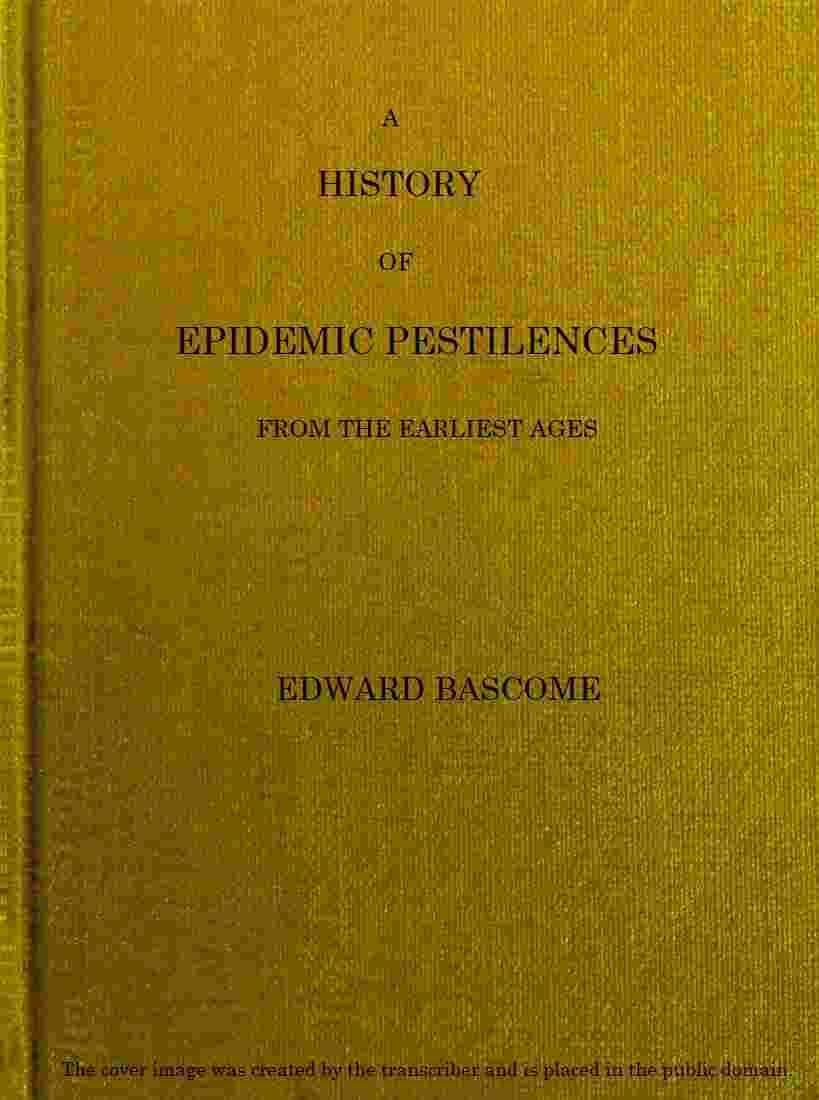 A
HISTORY
OF
EPIDEMIC PESTILENCES
FROM THE EARLIEST AGES
EDWARD BASCOME
The cover image was created by the transcriber and is placed in the public domain.